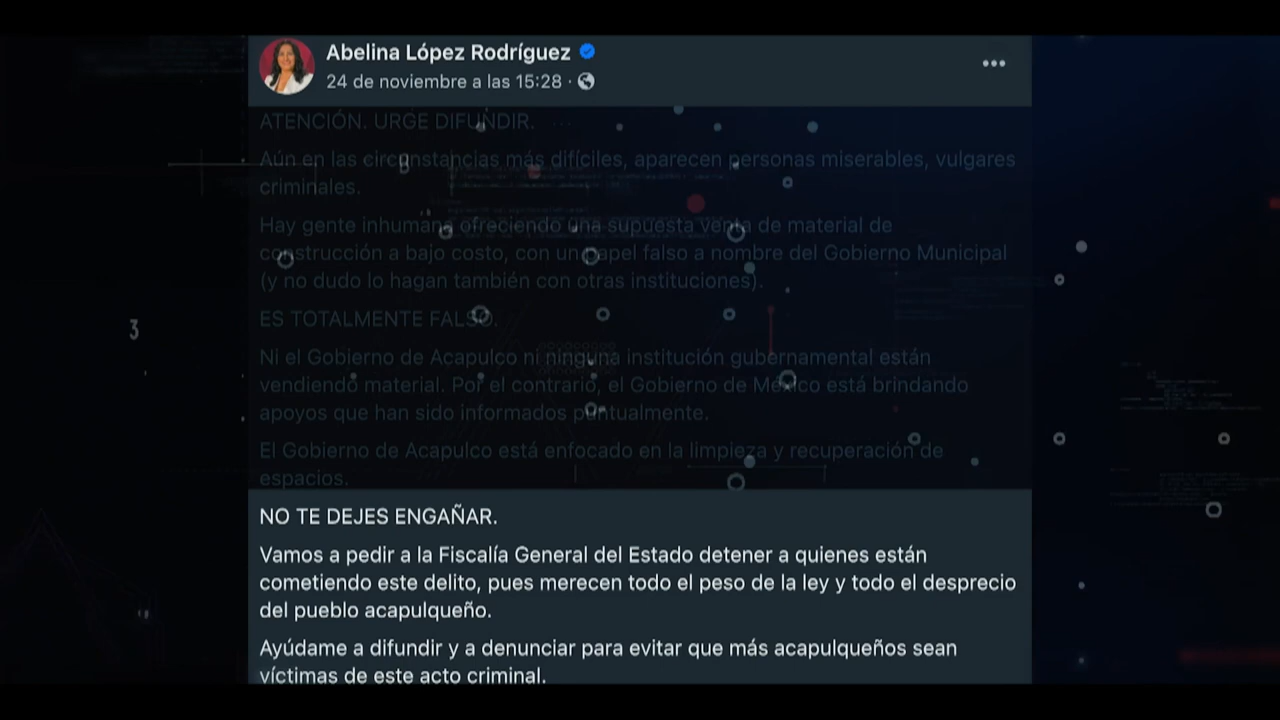 Abelina López Rodríguez
24 de noviembre a las 15:28 ·
ATENCIÓN. URGE DIFUNDIR.
Aún en las circunstancias más difíciles, aparecen personas miserables, vulgares
criminales.
Hay gente inhumana ofreciendo una supuesta venta de material de
construcción a bajo costo, con un papel falso a nombre del Gobierno Municipal
(y no dudo lo hagan también con otras instituciones).
ES TOTALMENTE FALSO.
Ni el Gobierno de Acapulco ni ninguna institución gubernamental están
vendiendo material. Por el contrario, el Gobierno de México está brindando
apoyos que han sido informados puntualmente.
El Gobierno de Acapulco está enfocado en la limpieza y recuperación de
espacios.
NO TE DEJES ENGAÑAR.
Vamos a pedir a la Fiscalía General del Estado detener a quienes están
cometiendo este delito, pues merecen todo el peso de la ley y todo el desprecio
del pueblo acapulqueño.
Ayúdame a difundir y a denunciar para evitar que más acapulqueños sean
víctimas de este acto criminal.
3